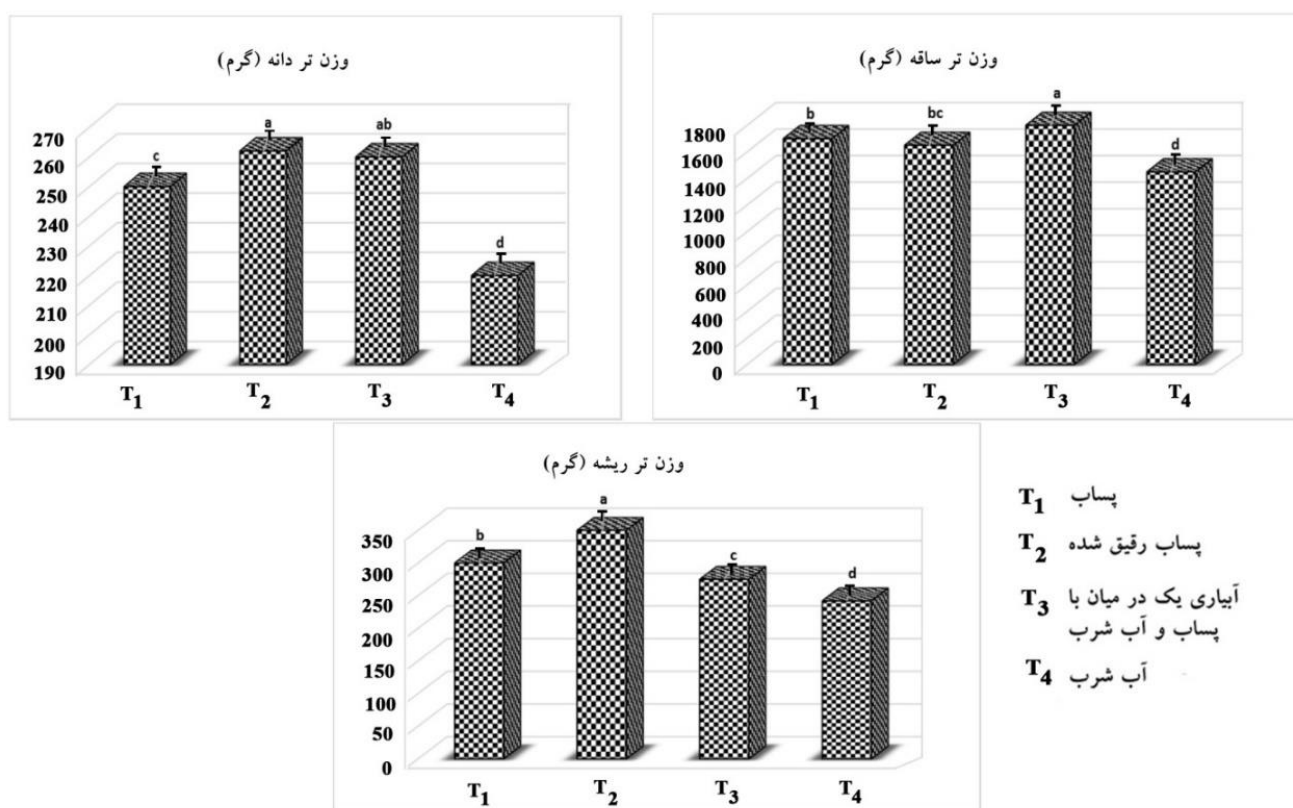 وزن تر دانه (گرم)
270
260
250
240
230
220
210
200
190
c
a
ab
d
T1
T2
T3
T4
وزن تر ساقه (گرم)
1800
1600
1400
1200
1000
800
600
400
200
0
b
bc
a
d
T1
T2
T3
T4
وزن تر ریشه (گرم)
350
300
250
200
150
100
50
0
b
a
c
d
T1
T2
T3
T4
T1 پساب
T2 پساب رقیق شده
T3 آبیاری یک در میان با
پساب و آب شرب
T4 آب شرب